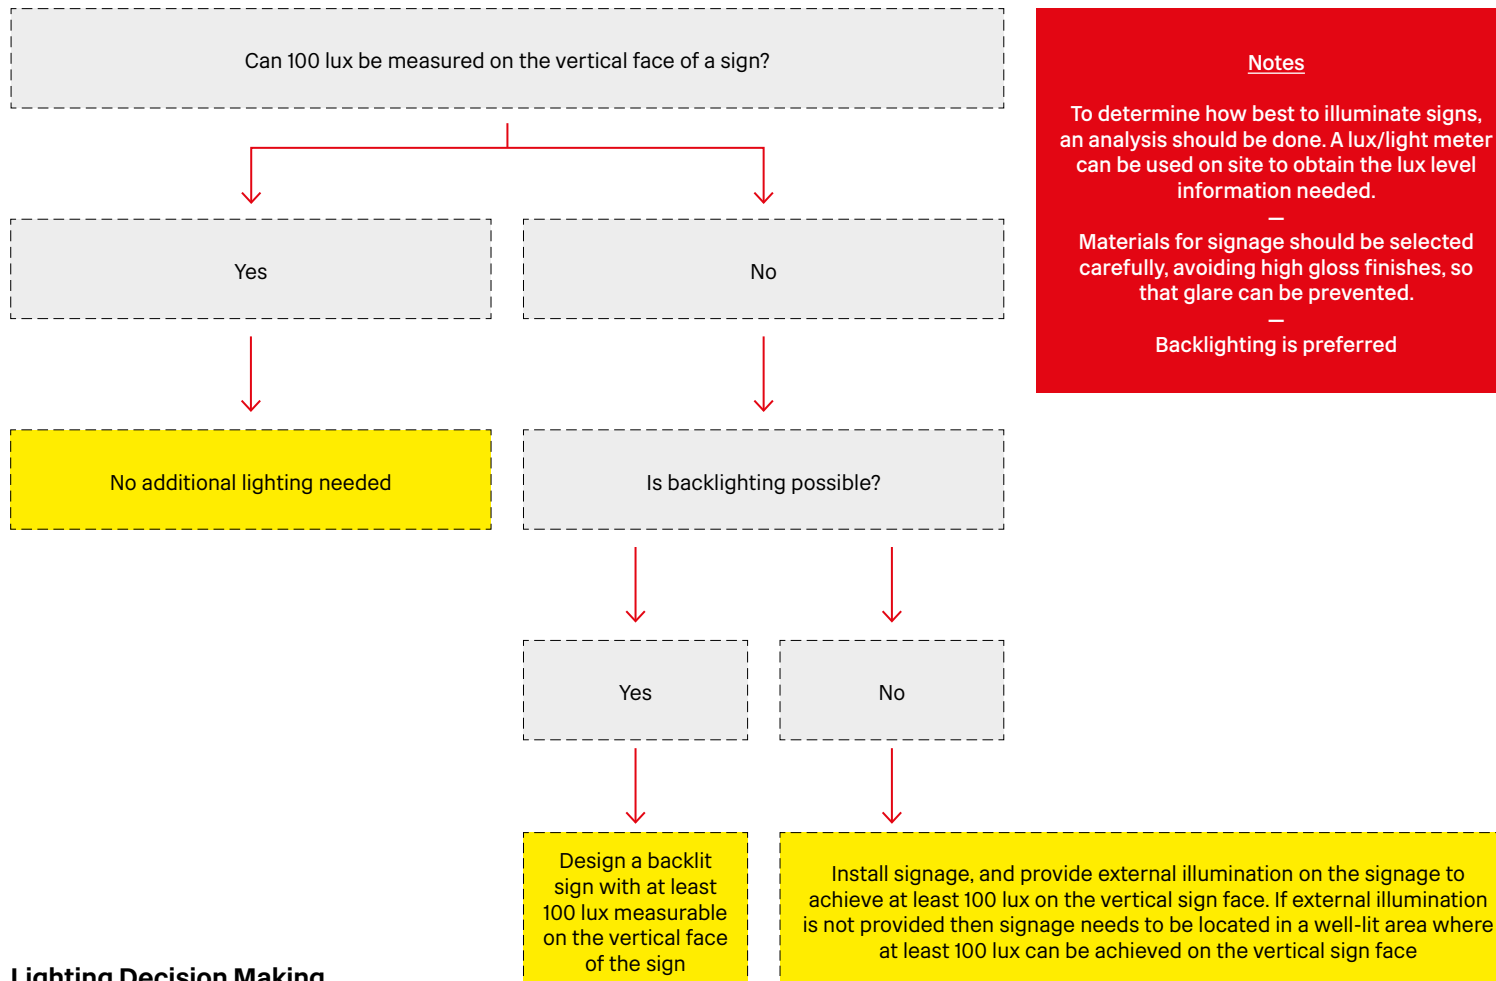 Can 100 lux be measured on the vertical face of a sign?
Notes
To determine how best to illuminate signs,
an analysis should be done. A lux/light meter
can be used on site to obtain the lux level
information needed.
—
Materials for signage should be selected
carefully, avoiding high gloss finishes, so
that glare can be prevented.
—
Backlighting is preferred
Yes
No
No additional lighting needed
Is backlighting possible?
Yes
No
Design a backlit
sign with at least
100 lux measurable
on the vertical face
of the sign
Install signage, and provide external illumination on the signage to
achieve at least 100 lux on the vertical sign face. If external illumination
is not provided then signage needs to be located in a well-lit area where
at least 100 lux can be achieved on the vertical sign face
Lighting Decision Making